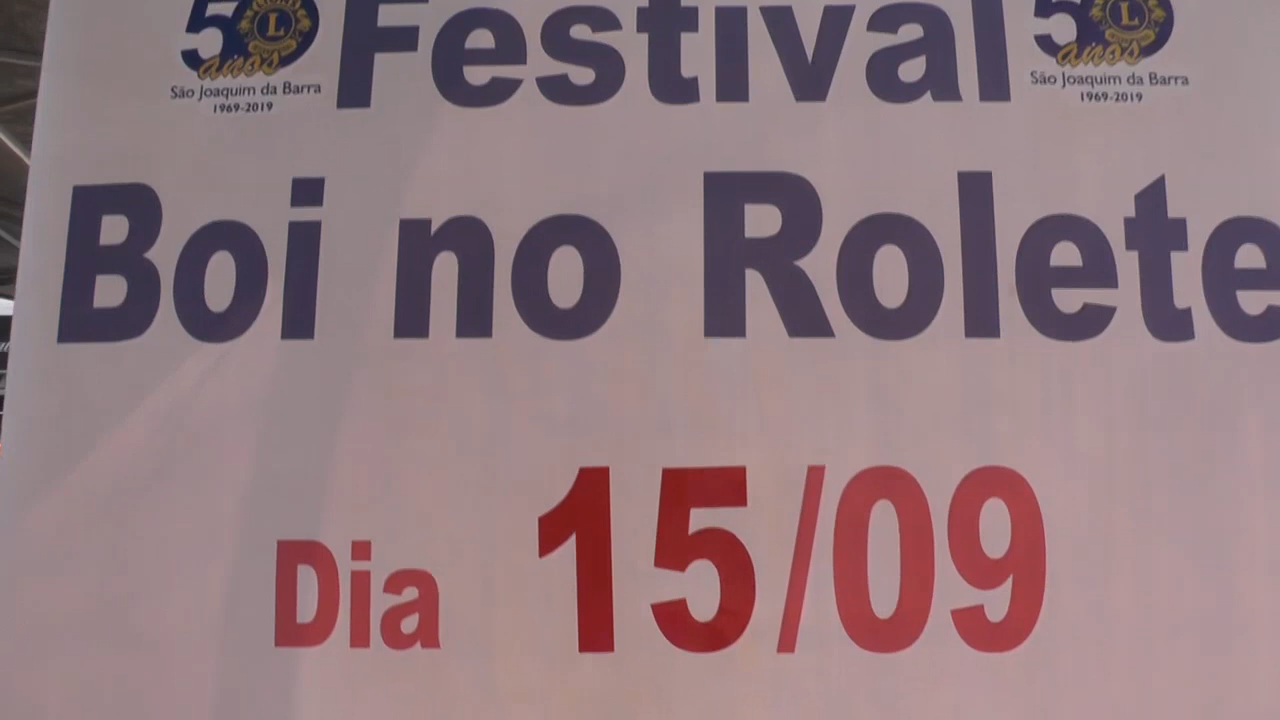 50 Festival 50
anos anos
São Joaquim da Barra São Joaquim da Barra
1969-2019 1969-2019
Boi no Rolete
Dia 15/09